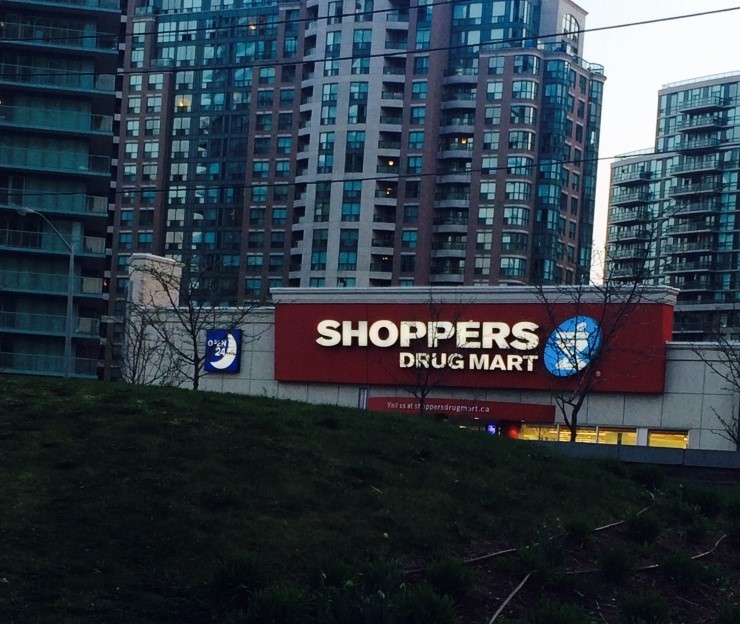 OPEN
24
SHOPPERS
DRUG MART
Visit us at shoppersdrugmart.ca